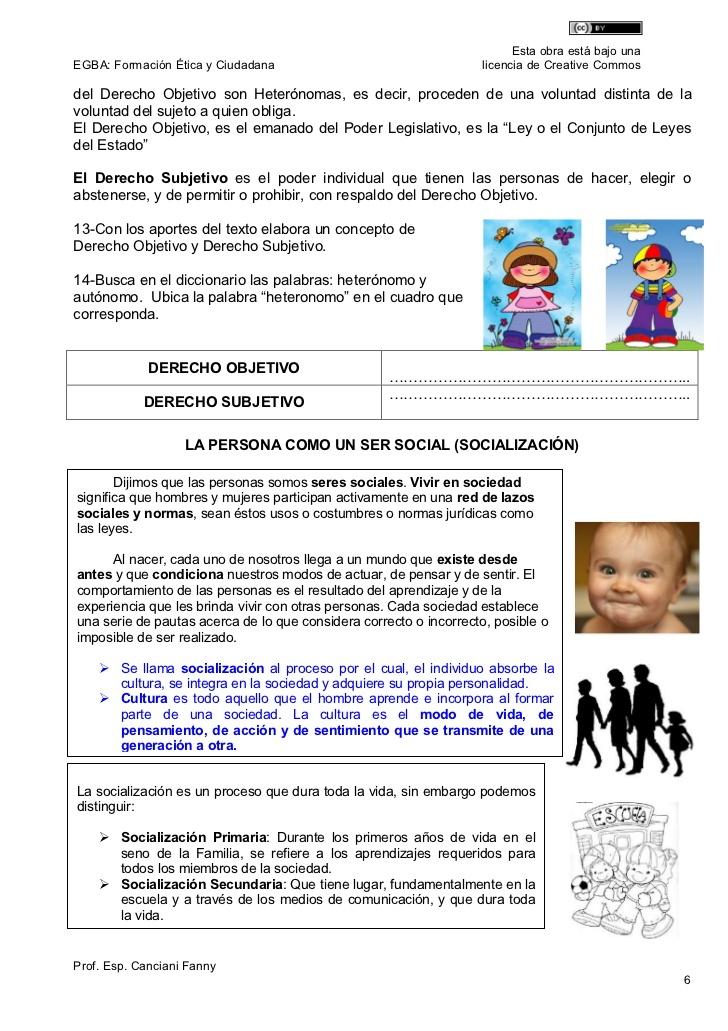 BY
Esta obra está bajo una
EGBA: Formación Ética y Ciudadana
licencia de Creative Commos
del Derecho Objetivo son Heterónomas, es decir, proceden de una voluntad distinta de la
voluntad del sujeto a quien obliga.
El Derecho Objetivo, es el emanado del Poder Legislativo, es la “Ley o el Conjunto de Leyes
del Estado”
El Derecho Subjetivo es el poder individual que tienen las personas de hacer, elegir o
abstenerse, y de permitir o prohibir, con respaldo del Derecho Objetivo.
13-Con los aportes del texto elabora un concepto de
Derecho Objetivo y Derecho Subjetivo.
14-Busca en el diccionario las palabras: heterónomo y
autónomo. Ubica la palabra “heteronomo” en el cuadro que
corresponda.
DERECHO OBJETIVO
……………………………………………………..
DERECHO SUBJETIVO
……………………………………………………..
LA PERSONA COMO UN SER SOCIAL (SOCIALIZACIÓN)
Dijimos que las personas somos seres sociales. Vivir en sociedad
significa que hombres y mujeres participan activamente en una red de lazos
sociales y normas, sean éstos usos o costumbres o normas jurídicas como
las leyes.
Al nacer, cada uno de nosotros llega a un mundo que existe desde
antes y que condiciona nuestros modos de actuar, de pensar y de sentir. El
comportamiento de las personas es el resultado del aprendizaje y de la
experiencia que les brinda vivir con otras personas. Cada sociedad establece
una serie de pautas acerca de lo que considera correcto o incorrecto, posible o
imposible de ser realizado.
➢ Se llama socialización al proceso por el cual, el individuo absorbe la
cultura, se integra en la sociedad y adquiere su propia personalidad.
➢ Cultura es todo aquello que el hombre aprende e incorpora al formar
parte de una sociedad. La cultura es el modo de vida, de
pensamiento, de acción y de sentimiento que se transmite de una
generación a otra.
La socialización es un proceso que dura toda la vida, sin embargo podemos
distinguir:
➢ Socialización Primaria: Durante los primeros años de vida en el
seno de la Familia, se refiere a los aprendizajes requeridos para
todos los miembros de la sociedad.
➢ Socialización Secundaria: Que tiene lugar, fundamentalmente en la
escuela y a través de los medios de comunicación, y que dura toda
la vida.
ESCUELA
Prof. Esp. Canciani Fanny
6